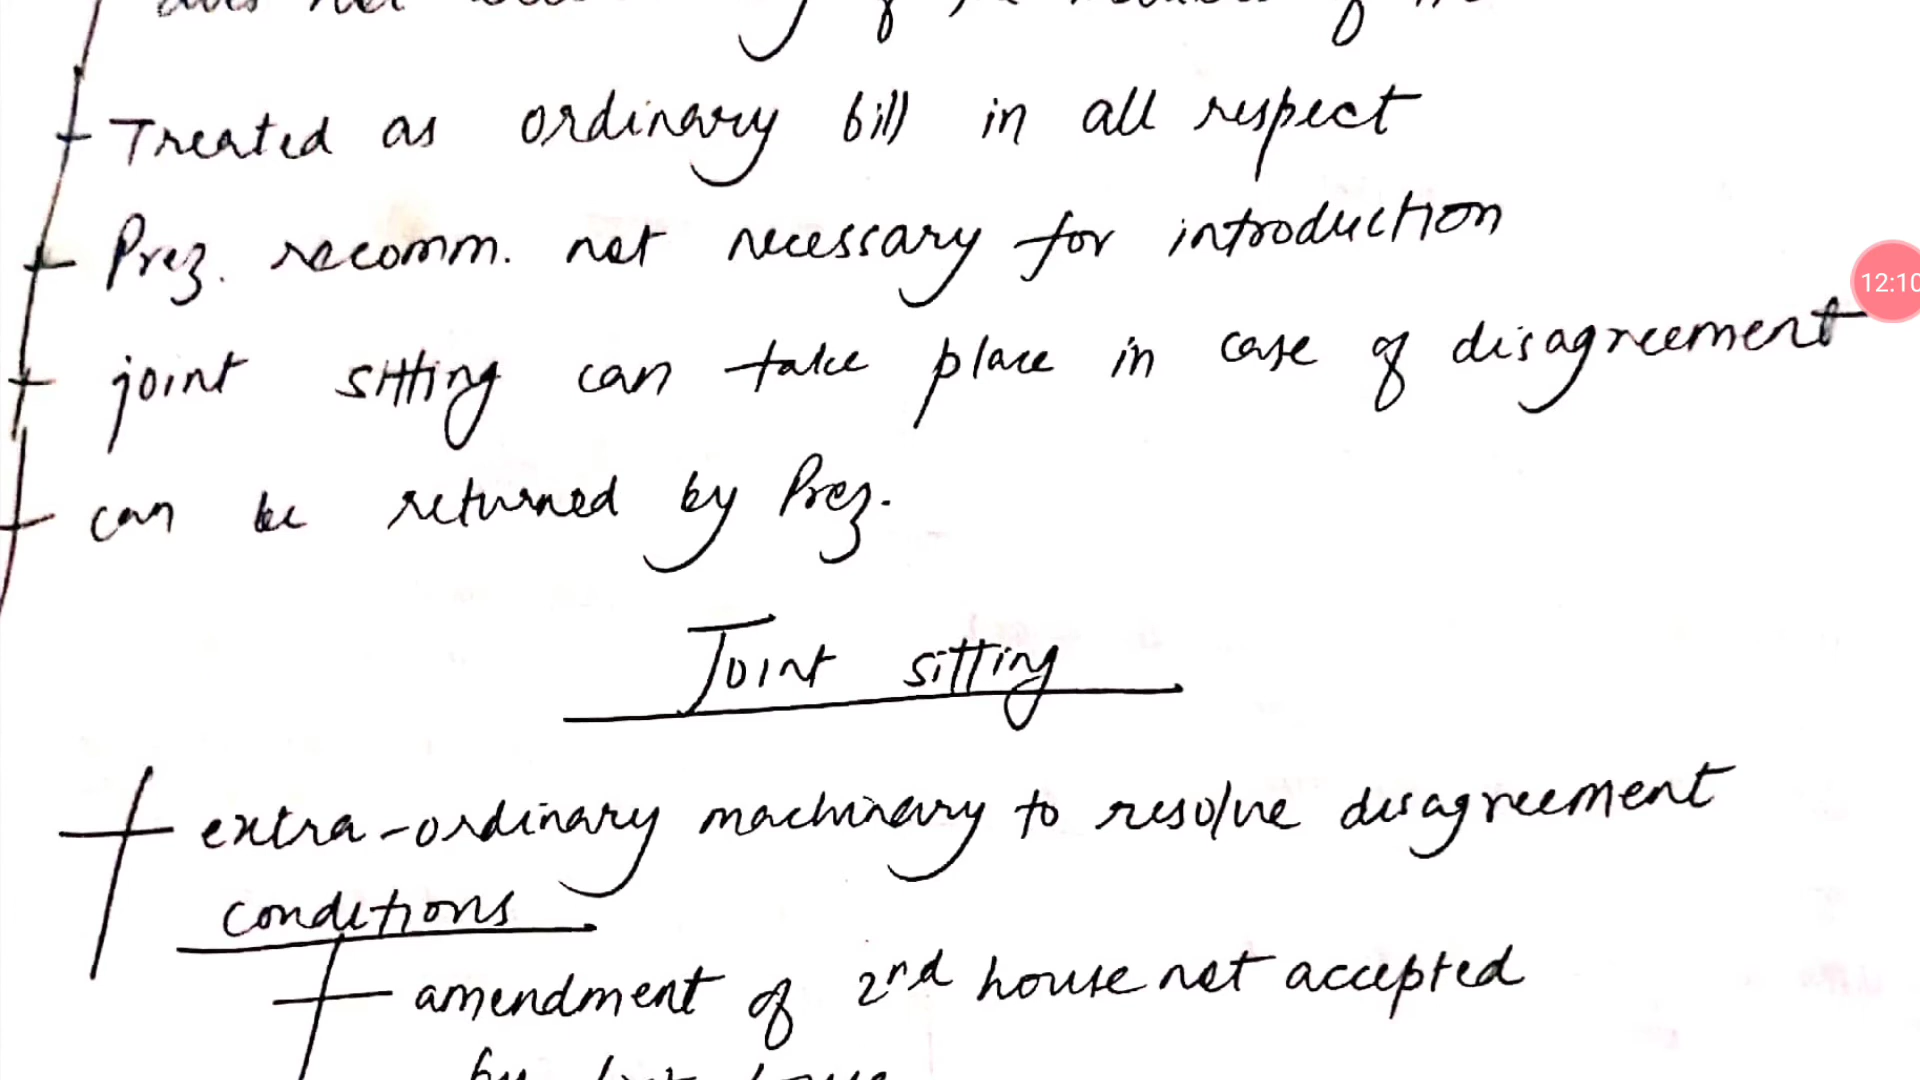 Treated as ordinary bill in all respect
Prez. recomm. not necessary for introduction
12:10
joint sitting can take place in case of disagreement
can be returned by Prez.
Joint sitting
extra-ordinary machinary to resolve disagreement
conditions
amendment of 2nd house not accepted
by